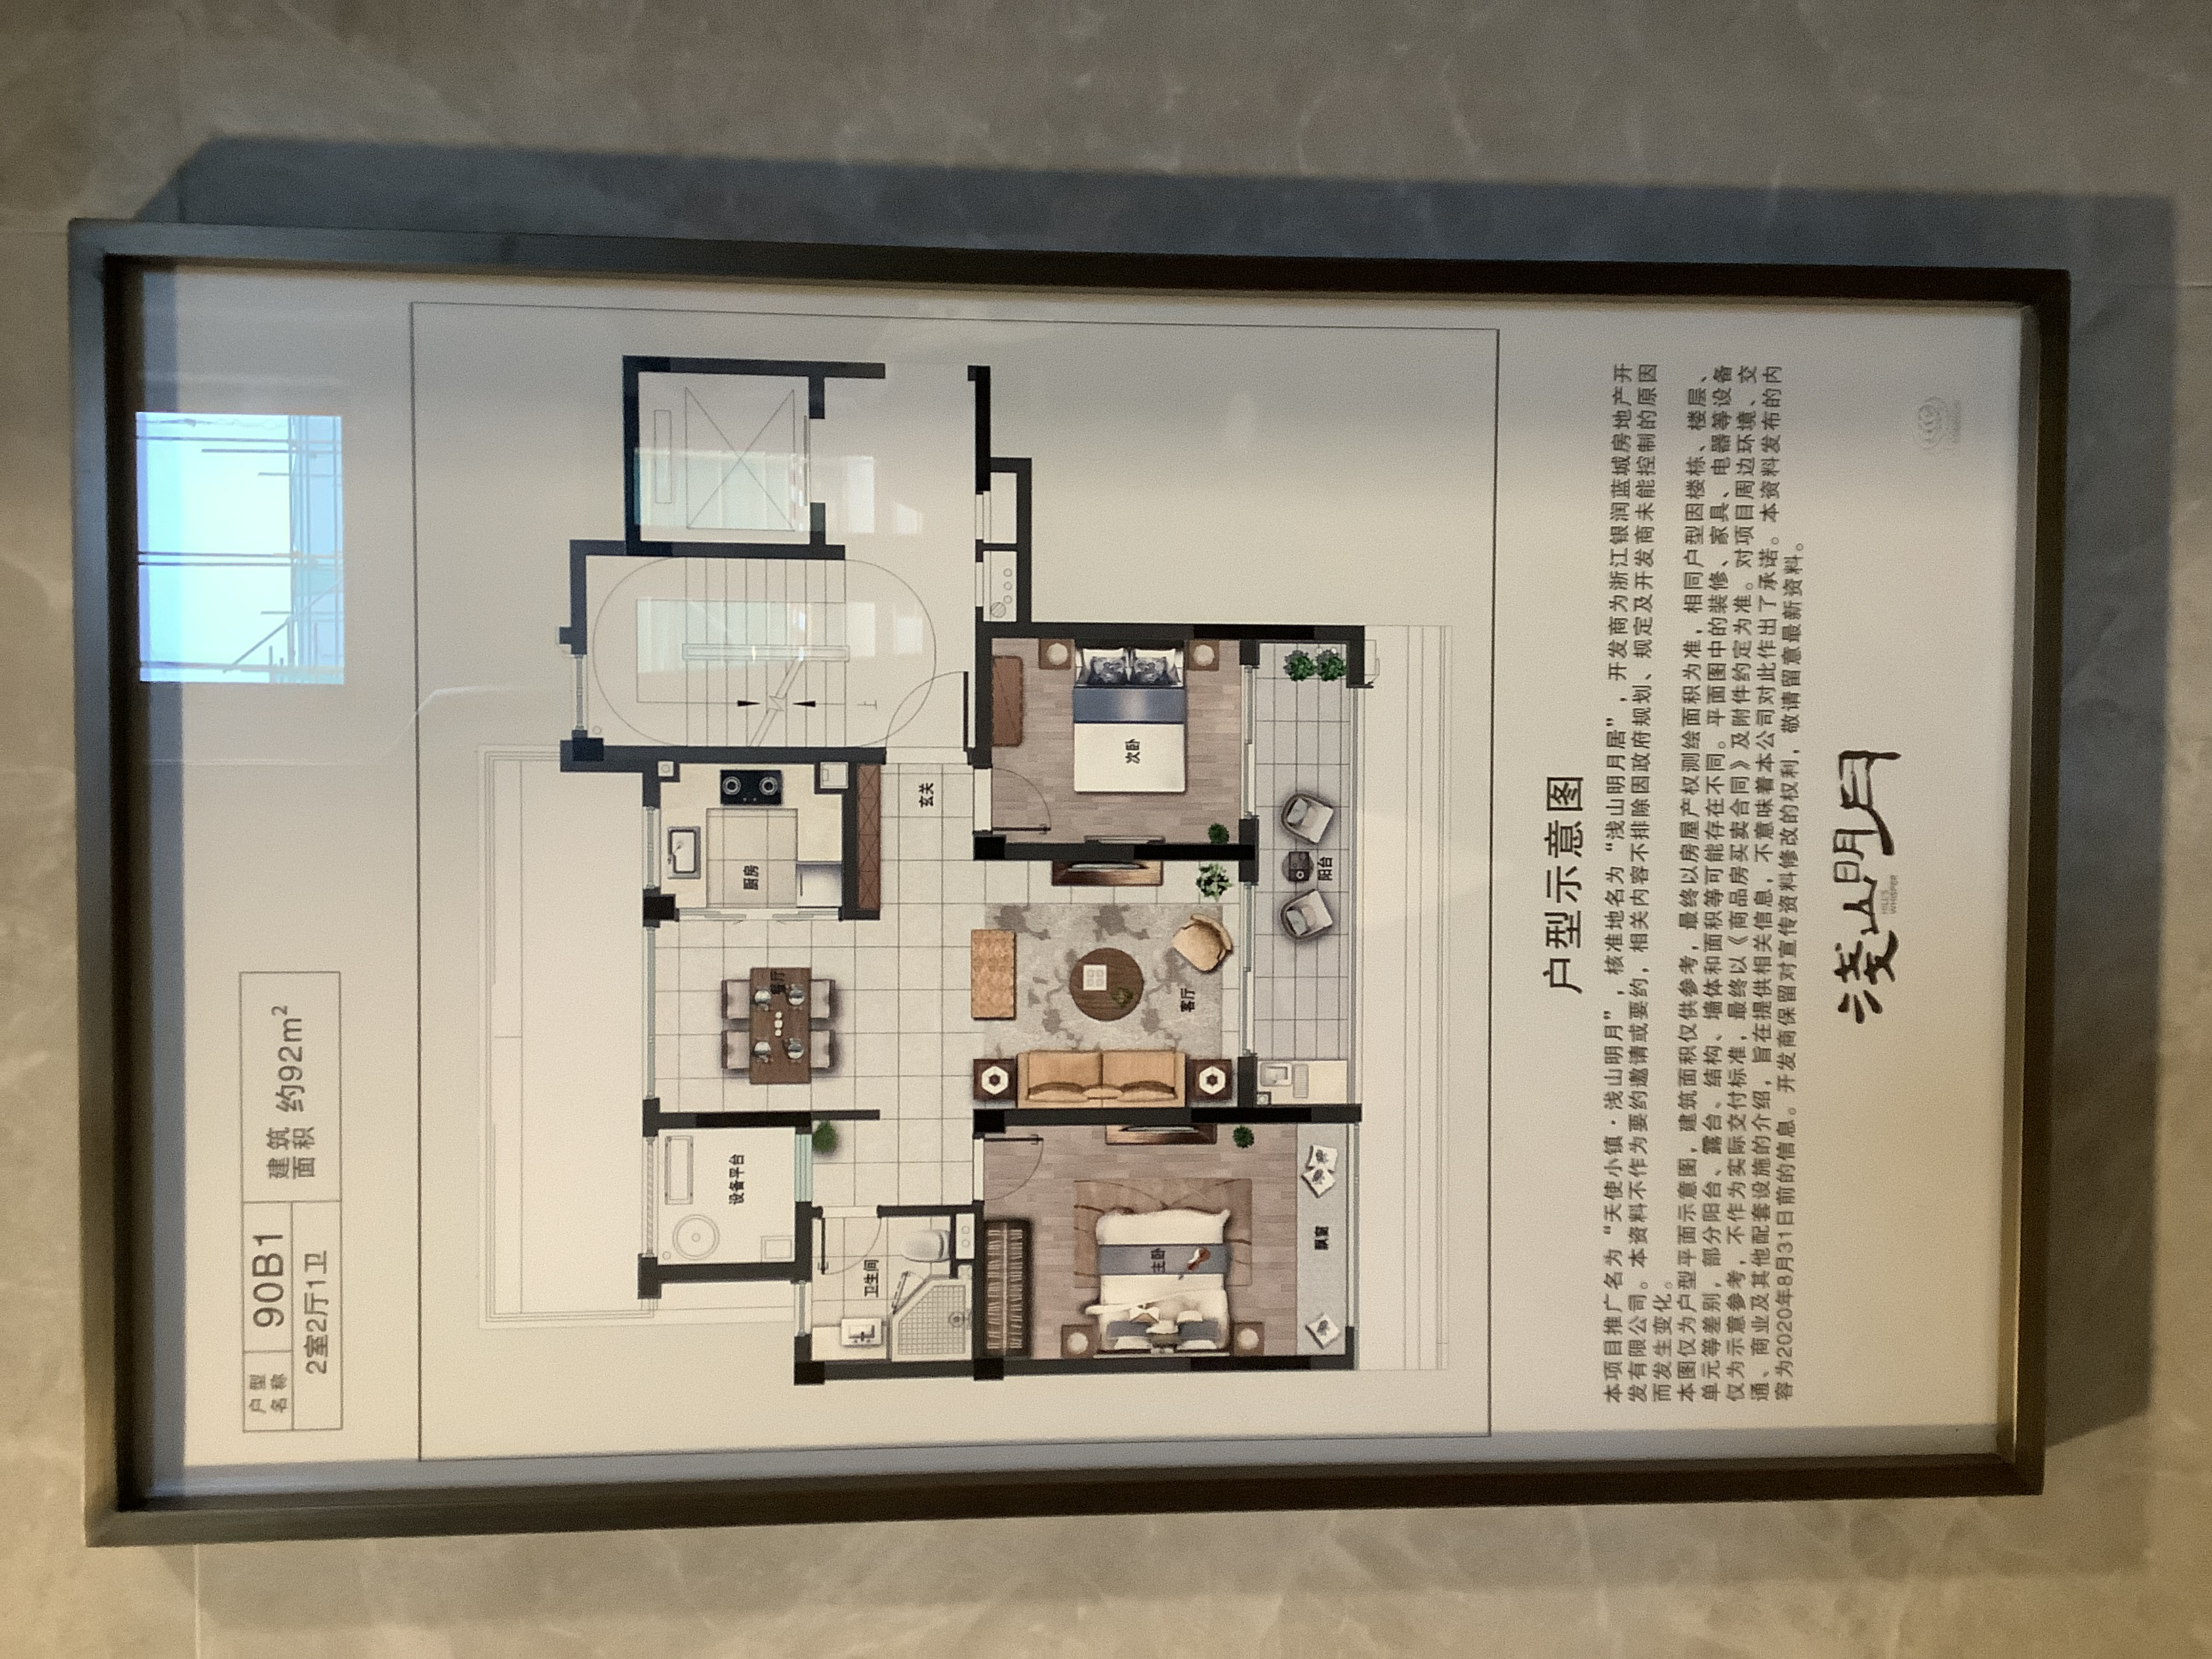 户型
名称
90B1
2室2厅1卫
建筑
面积
约92m²
设备平台
餐厅
厨房
卫生间
玄关
上
主卧
客厅
次卧
飘窗
阳台
户型示意图
本项目推广名为“天使小镇·浅山明月”，核准地名为“浅山明月居”，开发商为浙江银润蓝城房地产开
发有限公司。本资料不作为要约邀请或要约，相关内容不排除因政府规划、规定及开发商未能控制的原因
而发生变化。
本图仅为户型平面示意图，建筑面积仅供参考，最终以房屋产权测绘面积为准，相同户型因楼栋、楼层、
单元等差别，部分阳台、露台、结构、墙体和面积等可能存在不同。平面图中的装修、家具、电器等设备
仅为示意参考，不作为实际交付标准，最终以《商品房买卖合同》及附件约定为准。对项目周边环境、交
通、商业及其他配套设施的介绍，旨在提供相关信息，不意味着本公司对此作出了承诺。本资料发布的内
容为2020年8月31日前的信息。开发商保留对宣传资料修改的权利，敬请留意最新资料。
淺山明月
HILL'S
WHISPER